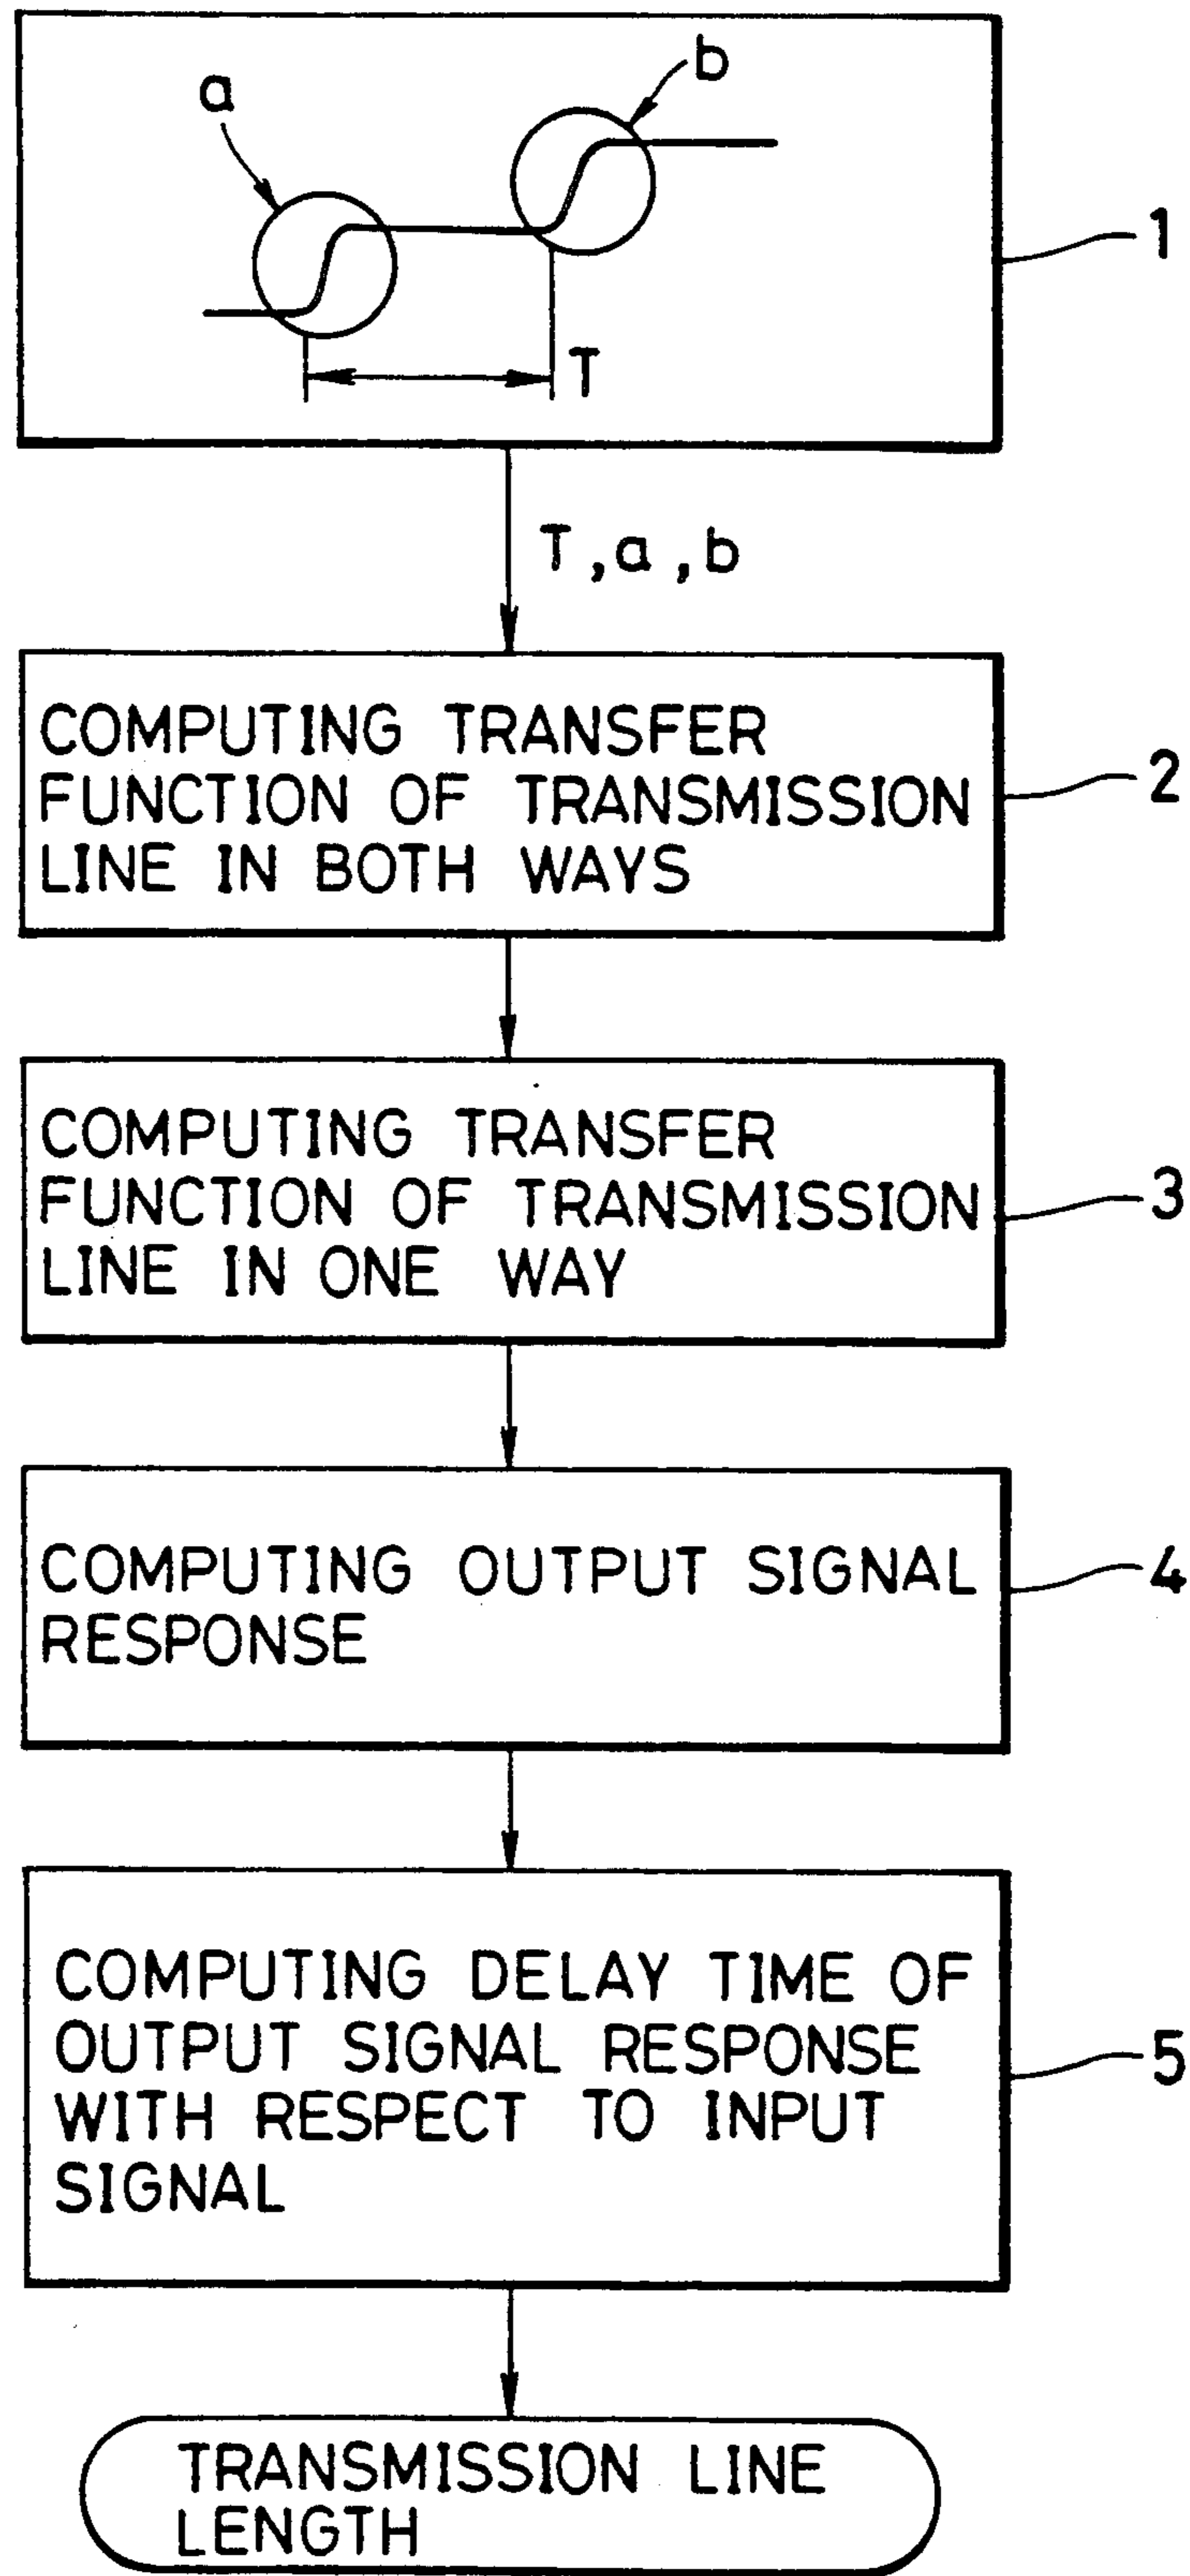 a
b
T
1
T, a, b
COMPUTING TRANSFER
FUNCTION OF TRANSMISSION
LINE IN BOTH WAYS
2
COMPUTING TRANSFER
FUNCTION OF TRANSMISSION
LINE IN ONE WAY
3
COMPUTING OUTPUT SIGNAL
RESPONSE
4
COMPUTING DELAY TIME OF
OUTPUT SIGNAL RESPONSE
WITH RESPECT TO INPUT
SIGNAL
5
TRANSMISSION LINE
LENGTH